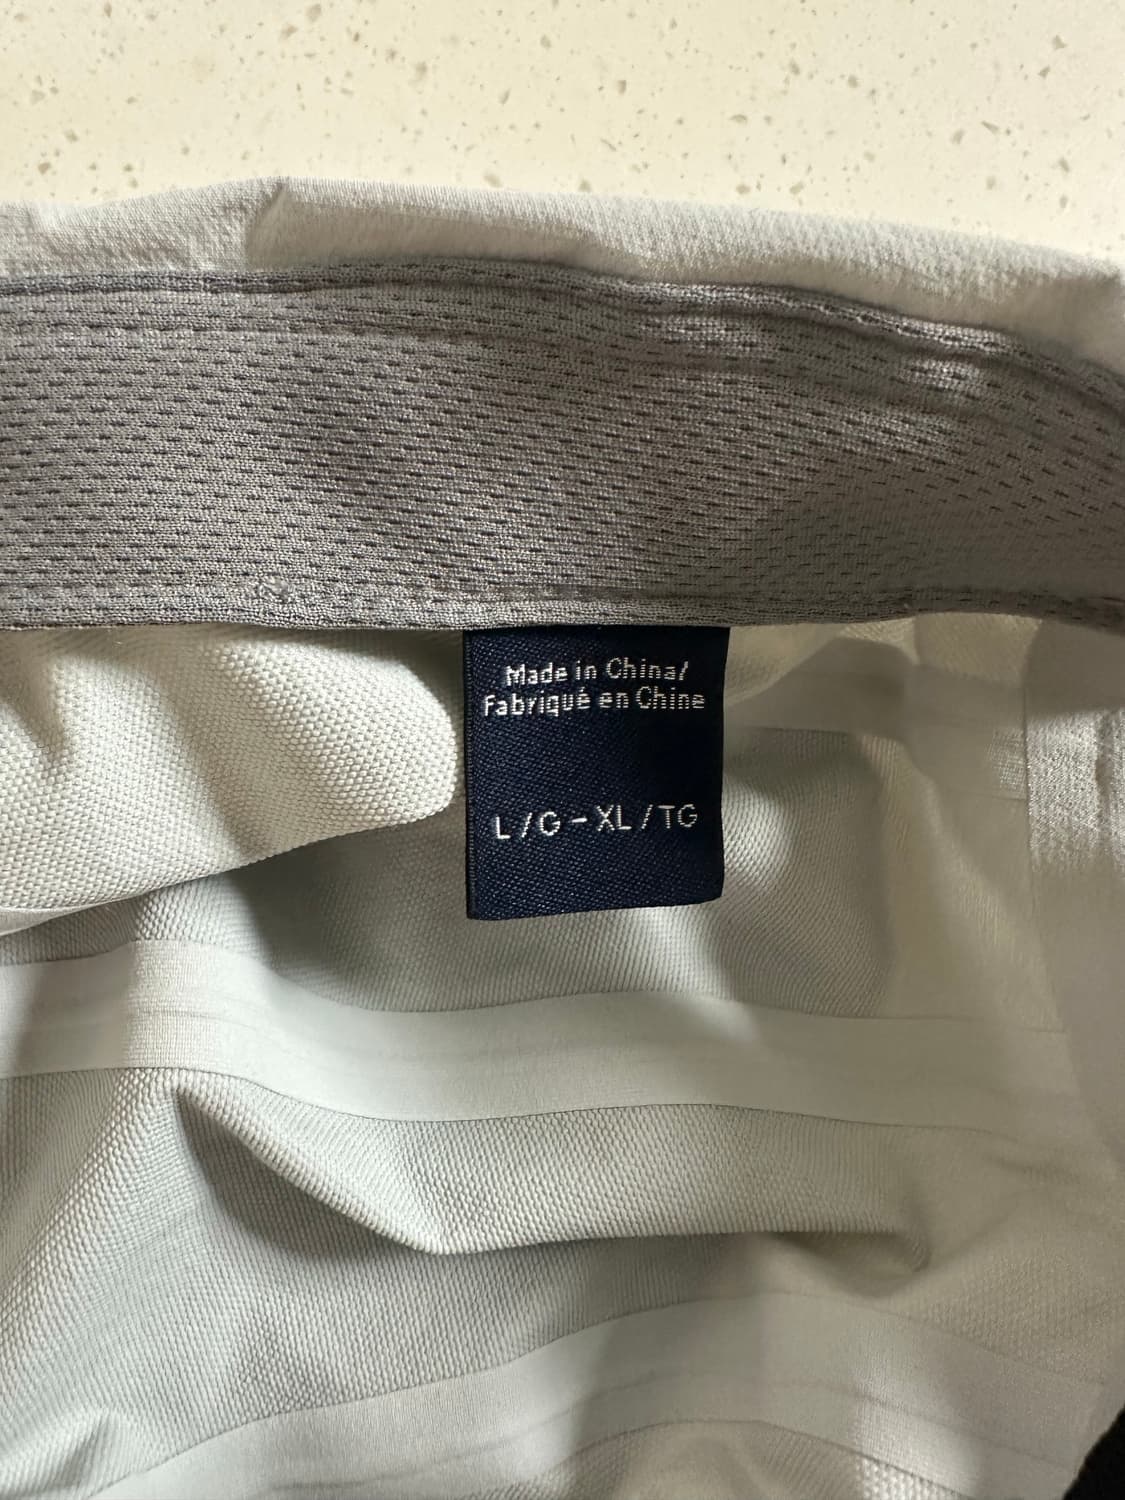 Made in China/
Fabriqué en Chine
L/G-XL/TG